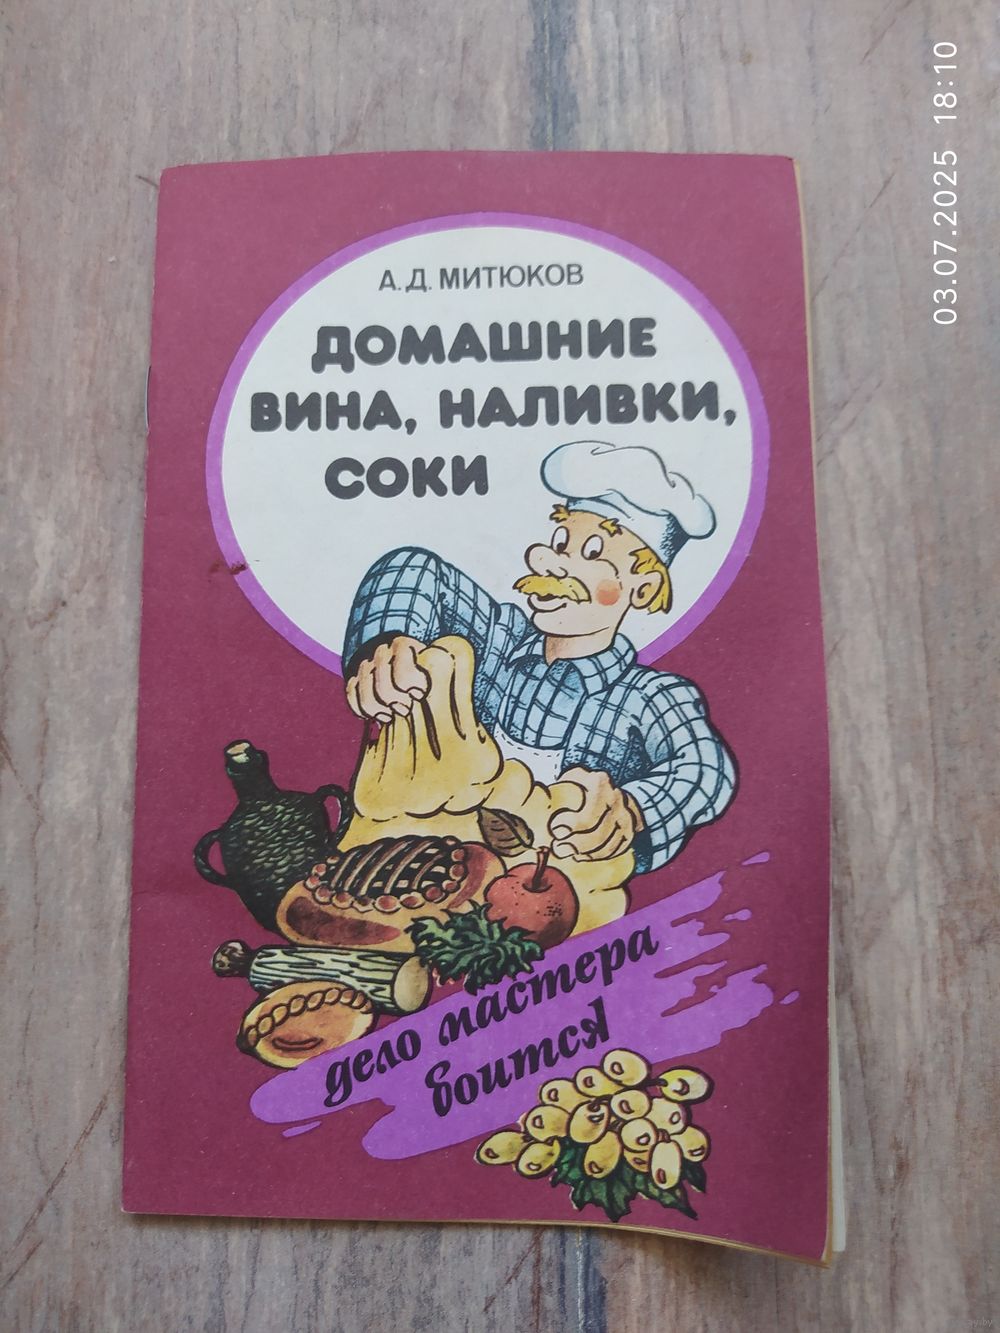 А. Д. МИТЮКОВ
ДОМАШНИЕ
ВИНА, НАЛИВКИ,
СОКИ
дело мастера
боится
03.07.2025 18:10